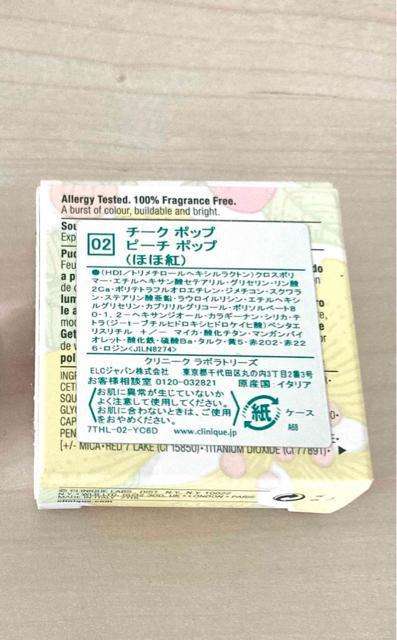 Allergy Tested. 100% Fragrance Free.
A burst of colour, buildable and bright.
02
チーク ポップ
ピーチ ポップ
(ほほ紅)
●(HDI/トリメチロールヘキシルラクトン)クロスポリ
マー・エチルヘキサン酸セテアリル・グリセリン・リン酸
2Ca・ポリテトラフルオロエチレン・ジメチコン・スクワラ
ン・ステアリン酸亜鉛・ラウロイルリシン・エチルヘキシ
ルグリセリン・カプリリルグリコール・ポリソルベート8
0・1,2-ヘキサンジオール・カラギーナン・シリカ・テト
ラ(ジ-t-ブチルヒドロキシヒドロケイヒ酸)ペンタエ
リスリチル +/- マイカ・酸化チタン・マンガンバイ
オレット・酸化鉄・硫酸Ba・タルク・黄5・赤202・赤22
6・ロジン<JILN8274>
クリニーク ラボラトリーズ
ELCジャパン株式会社 東京都千代田区丸の内3丁目2番3号
お客様相談室 0120-032821 原産国:イタリア
お肌に異常が生じていないか
よく注意して使用してください。
お肌に合わないときは、ご使用
をおやめください。
紙
ケース
7THL-02-YC6D
www.clinique.jp
A6B
[+/- MICA•RED 7 LAKE (CI 15850)•TITANIUM DIOXIDE (CI 77891)•
© CLINIQUE LABS, DIST. N.Y. N.Y. 10022
clinique.com